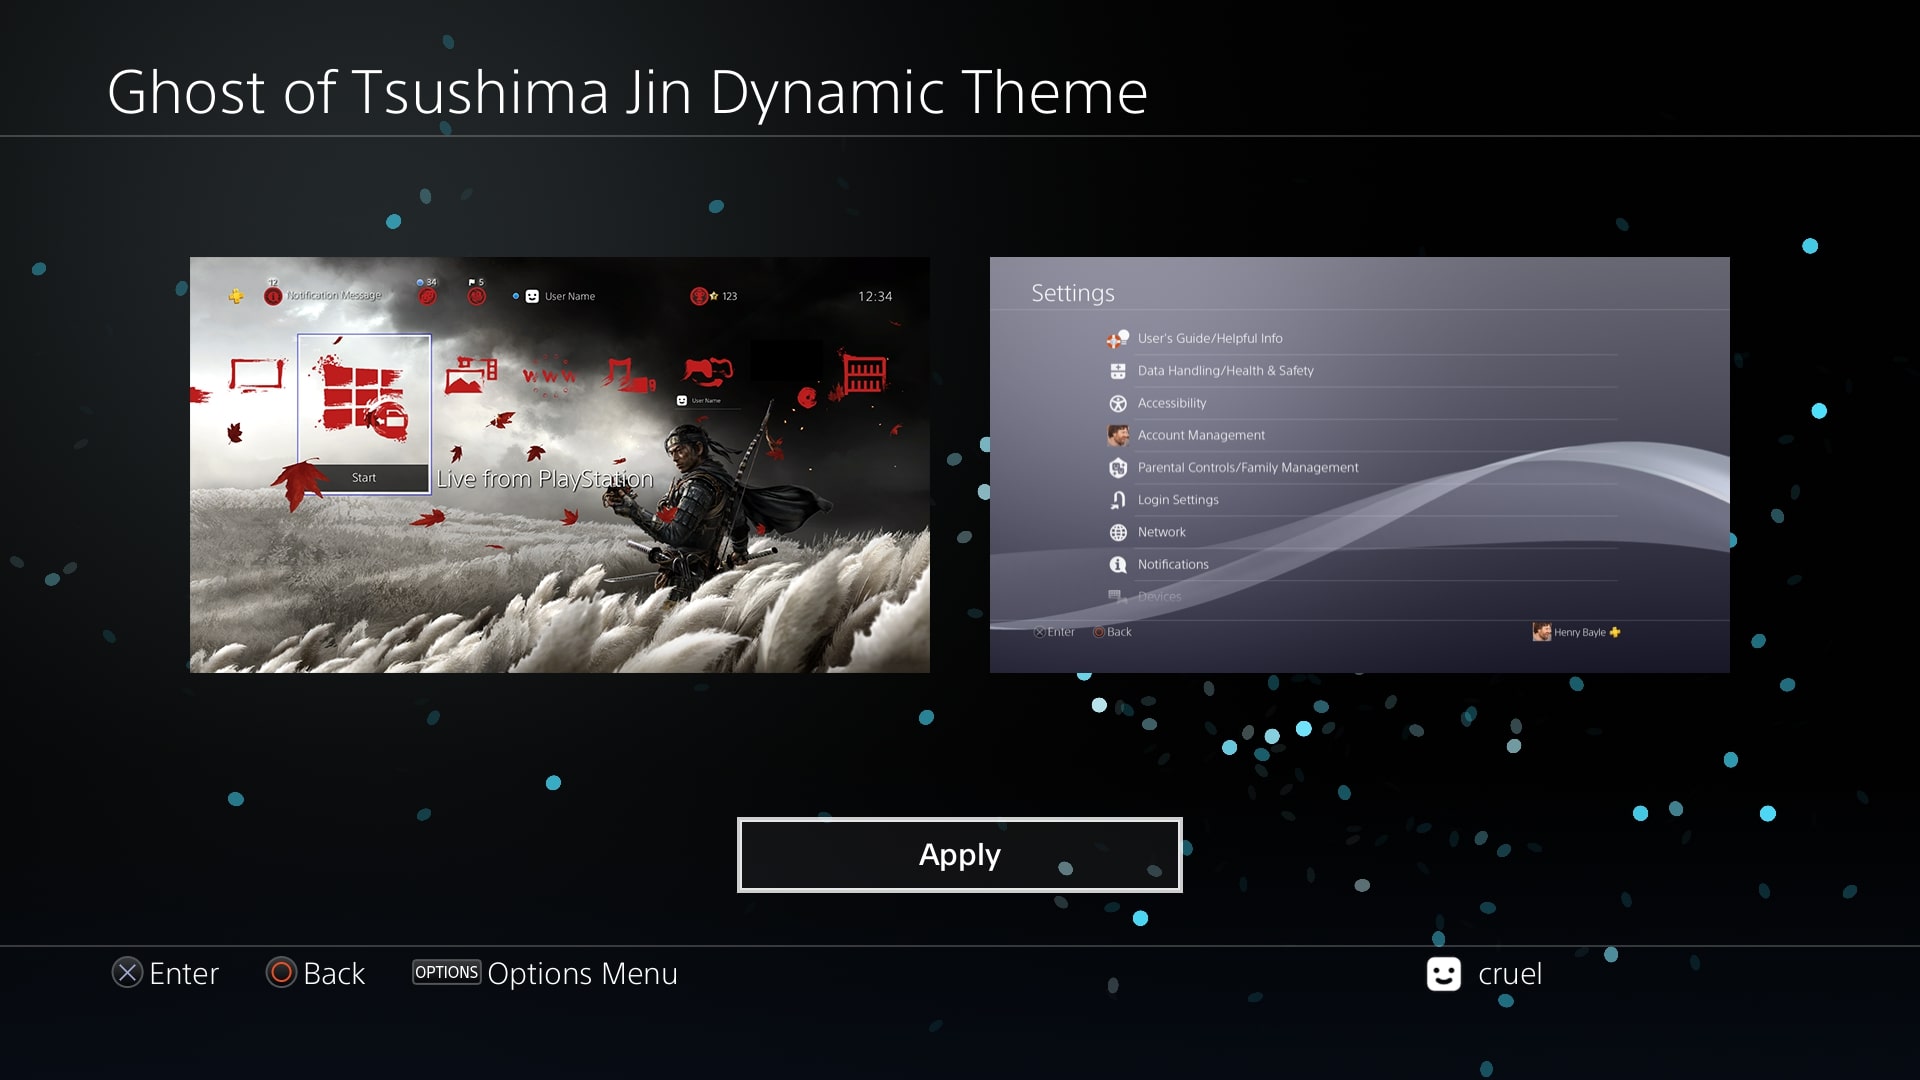 Ghost of Tsushima Jin Dynamic Theme
12
Notification Message
34
5
User Name
123
12:34
www
User Name
Start
Live from PlayStation
Settings
User's Guide/Helpful Info
Data Handling/Health & Safety
Accessibility
Account Management
Parental Controls/Family Management
Login Settings
Network
Notifications
Devices
Enter
Back
Henry Bayle
Apply
Enter
Back
OPTIONS Options Menu
cruel